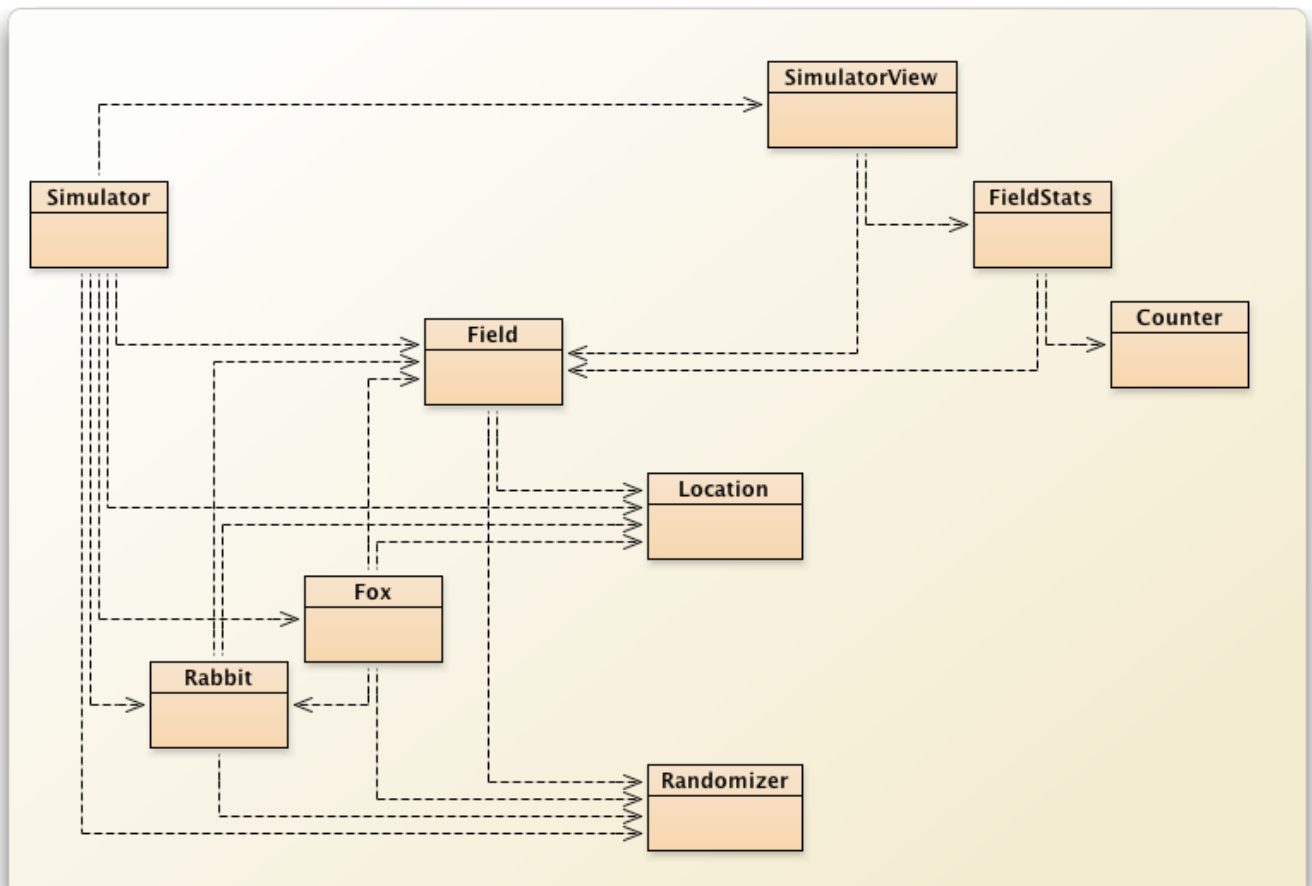 SimulatorView
Simulator
FieldStats
Counter
Field
Location
Fox
Rabbit
Randomizer